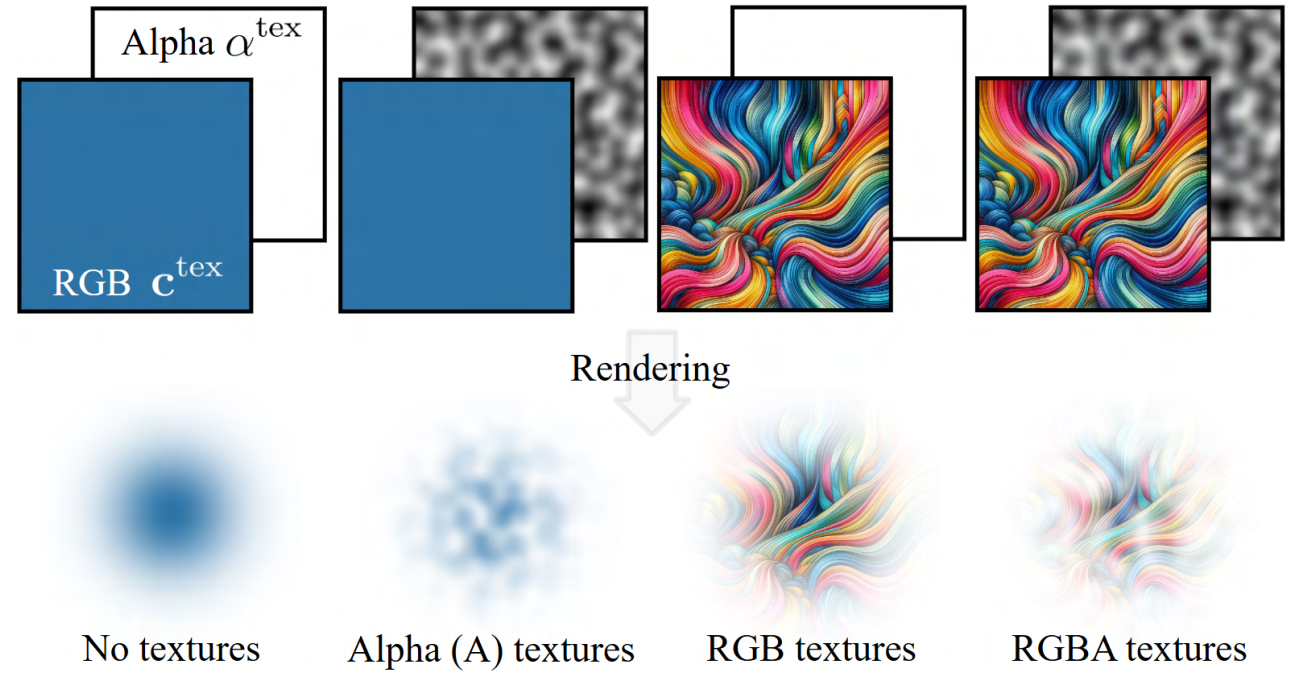 Alpha α^tex
RGB c^tex
Rendering
No textures
Alpha (A) textures
RGB textures
RGBA textures